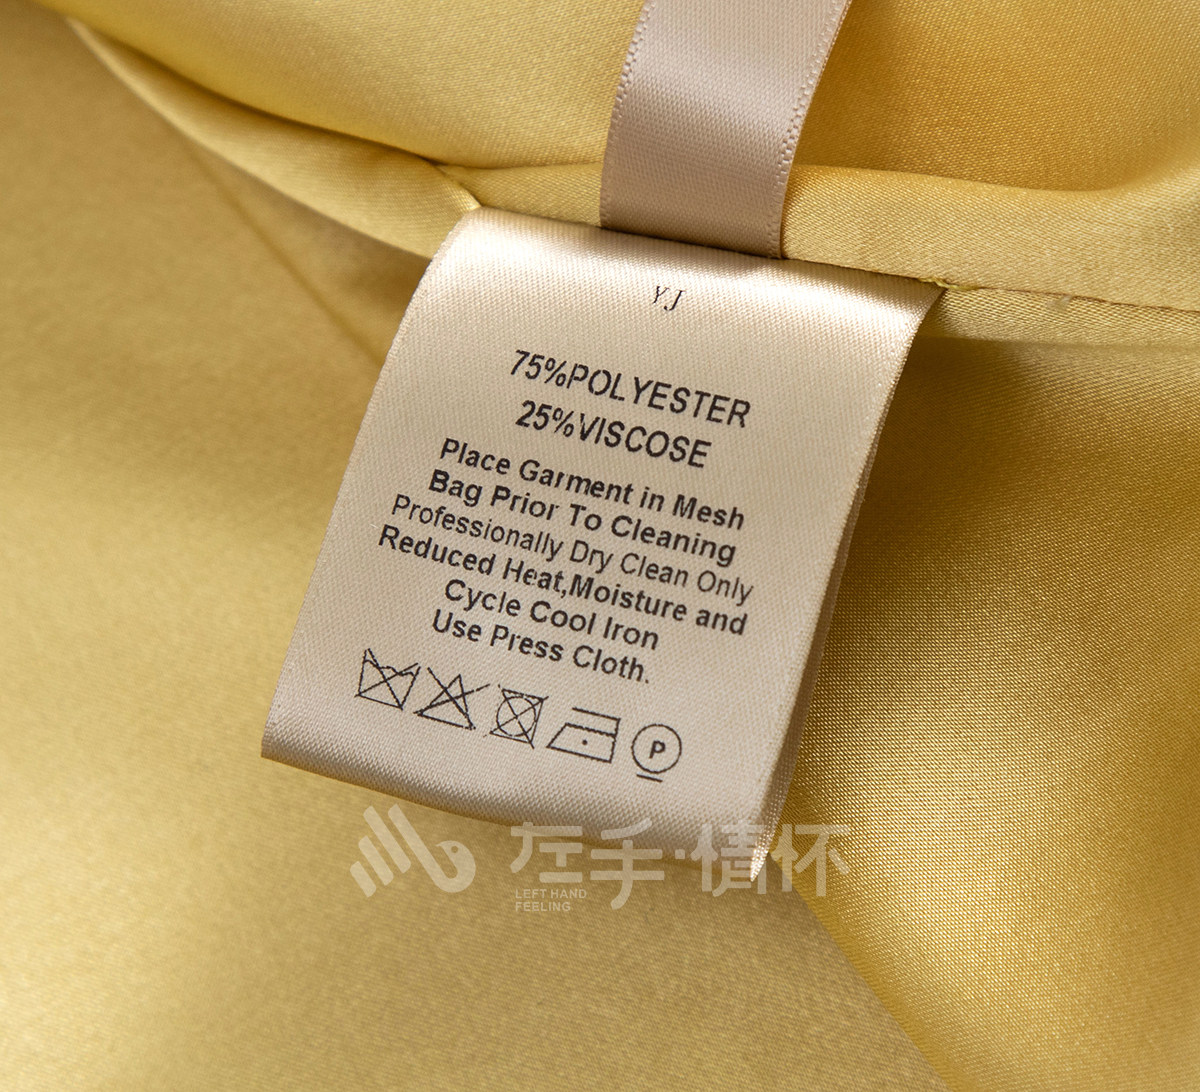 YJ
75%POLYESTER
25%VISCOSE
Place Garment in Mesh
Bag Prior To Cleaning
Professionally Dry Clean Only
Reduced Heat,Moisture and
Cycle Cool Iron
Use Press Cloth.
P
左手·情怀
LEFT HAND
FEELING